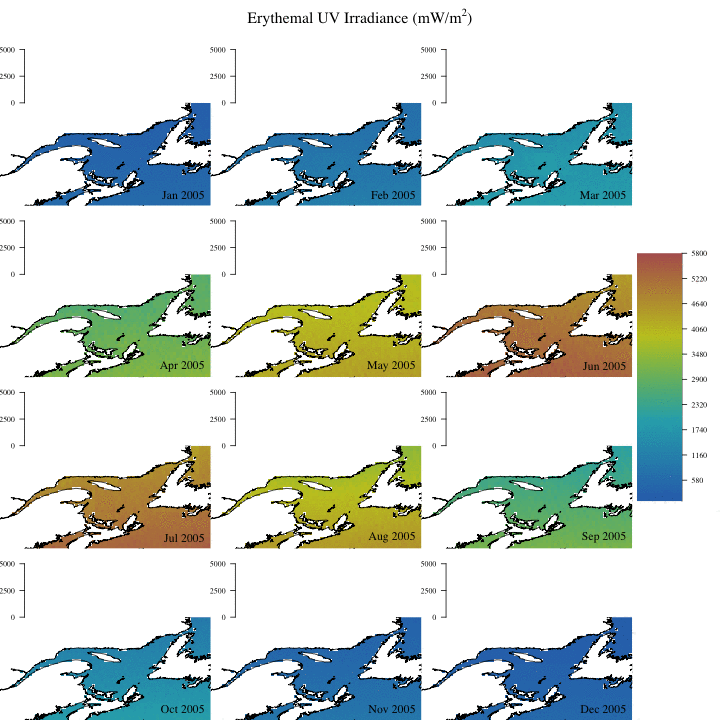 Erythemal UV Irradiance (mW/m²)
5000 5000 5000
0 0 0
Jan 2005 Feb 2005 Mar 2005
5000 5000 5000
2500 2500 2500
0 0 0
Apr 2005 May 2005 Jun 2005
5000 5000 5000
2500 2500 2500
0 0 0
Jul 2005 Aug 2005 Sep 2005
5000 5000 5000
2500 2500 2500
0 0 0
Oct 2005 Nov 2005 Dec 2005
5800
5220
4640
4060
3480
2900
2320
1740
1160
580